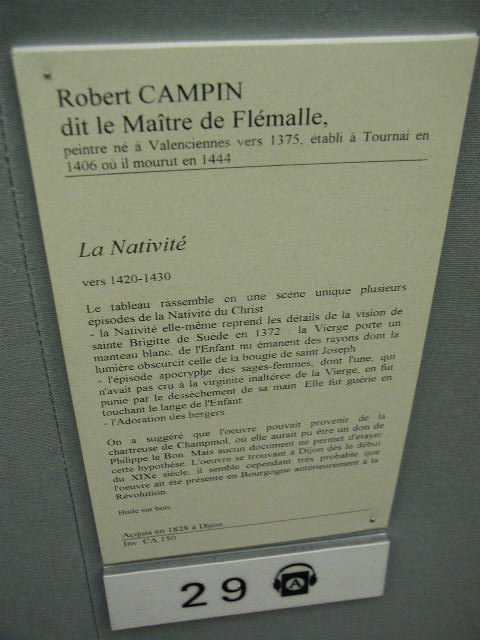 Robert CAMPIN
dit le Maître de Flémalle,
peintre né à Valenciennes vers 1375, établi à Tournai en
1406 où il mourut en 1444
La Nativité
vers 1420-1430
Le tableau rassemble en une scène unique plusieurs
épisodes de la Nativité du Christ
- la Nativité elle-même reprend les détails de la vision de
sainte Brigitte de Suède en 1372 : la Vierge porte un
manteau blanc, de l'Enfant nu émanent des rayons dont la
lumière obscurcit celle de la bougie de saint Joseph
- l'épisode apocryphe des sages-femmes, dont l'une, qui
n'avait pas cru à la virginité inaltérée de la Vierge, en fut
punie par le dessèchement de sa main. Elle fut guérie en
touchant le lange de l'Enfant
- l'Adoration des bergers
On a suggéré que l'oeuvre pouvait provenir de la
chartreuse de Champmol, où elle aurait pu être un don de
Philippe le Bon. Mais aucun document ne permet d'étayer
cette hypothèse. L'oeuvre se trouvant à Dijon dès le début
du XIXe siècle, il semble cependant très probable que
l'oeuvre ait été présente en Bourgogne antérieurement à la
Révolution.
Huile sur bois
Acquis en 1828 à Dijon.
Inv. CA 150
29 A